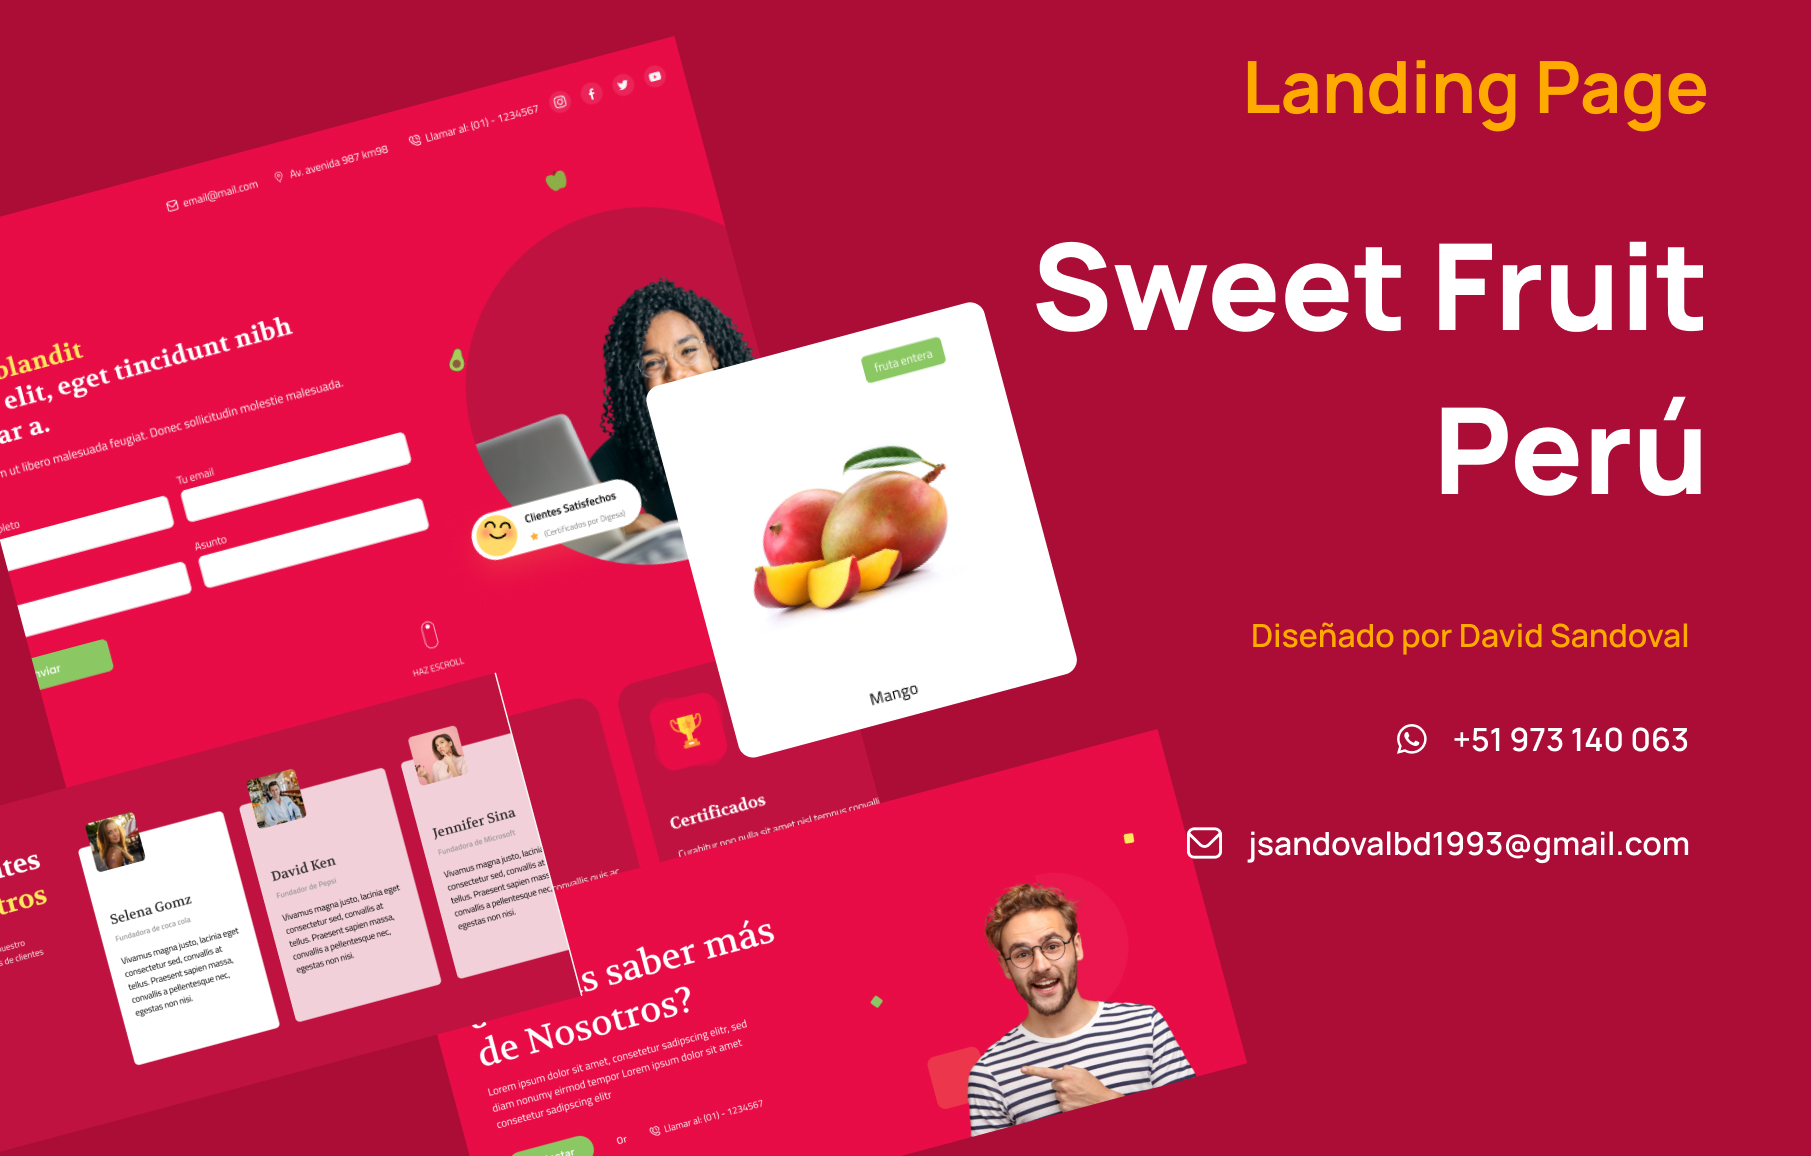 Landing Page
Sweet Fruit
Perú
Diseñado por David Sandoval
+51 973 140 063
jsandovalbd1993@gmail.com
email@mail.com
Av. avenida 987 km98
Llamar al: (01) - 1234567
blandit
elit, eget tincidunt nibh
ar a.
ut libero malesuada feugiat. Donec sollicitudin molestie malesuada.
Tu email
Asunto
HAZ ESCROLL
Clientes Satisfechos
(Certificados por Digesa)
fruta entera
Mango
Certificados
Curabitur non nulla sit amet nisl tempus convallis
convallis quis ac
Selena Gomz
Fundadora de coca cola
Vivamus magna justo, lacinia eget
consectetur sed, convallis at
tellus. Praesent sapien massa,
convallis a pellentesque nec,
egestas non nisi.
David Ken
Fundador de Pepsi
Vivamus magna justo, lacinia eget
consectetur sed, convallis at
tellus. Praesent sapien massa,
convallis a pellentesque nec,
egestas non nisi.
Jennifer Sina
Fundadora de Microsoft
Vivamus magna justo, lacinia
consectetur sed, convallis at
tellus. Praesent sapien mass
convallis a pellentesque nec,
egestas non nisi.
tes
tros
uestro
s de clientes
s saber más
de Nosotros?
Lorem ipsum dolor sit amet, consetetur sadipscing elitr, sed
diam nonumy eirmod tempor Lorem ipsum dolor sit amet
consetetur sadipscing elitr
Or
Llamar al: (01) - 1234567